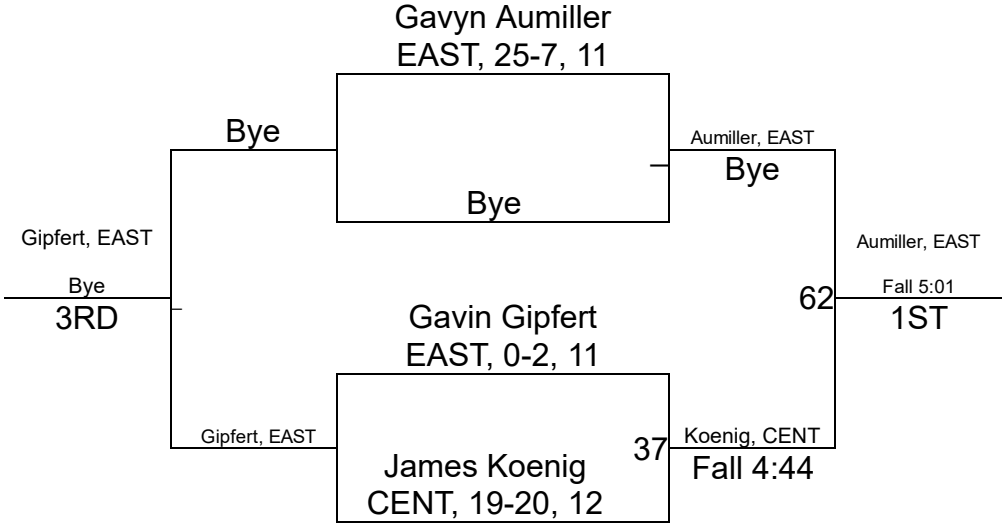 Gavyn Aumiller
EAST, 25-7, 11
Bye
Aumiller, EAST
Bye
Bye
Gipfert, EAST
Bye
3RD
Aumiller, EAST
Fall 5:01
1ST
62
Gavin Gipfert
EAST, 0-2, 11
Gipfert, EAST
James Koenig
CENT, 19-20, 12
37
Koenig, CENT
Fall 4:44